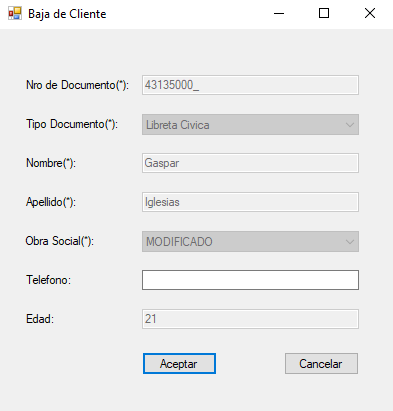 Baja de Cliente
Nro de Documento(*): 43135000_
Tipo Documento(*): Libreta Civica
Nombre(*): Gaspar
Apellido(*): Iglesias
Obra Social(*): MODIFICADO
Telefono:
Edad: 21
Aceptar Cancelar